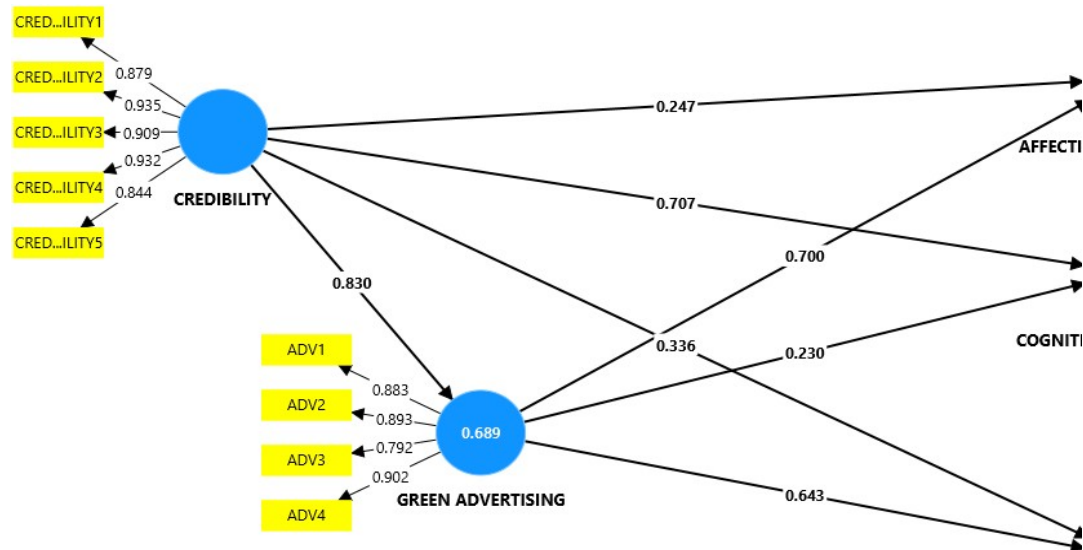 CRED...ILITY1
0.879
CRED...ILITY2
0.935
CRED...ILITY3
0.909
CRED...ILITY4
0.932
0.844
CRED...ILITY5
CREDIBILITY
0.247
AFFECTI
0.707
0.700
0.830
0.336
COGNITI
0.230
ADV1
0.883
ADV2
0.893
ADV3
0.792
0.902
ADV4
0.689
GREEN ADVERTISING
0.643